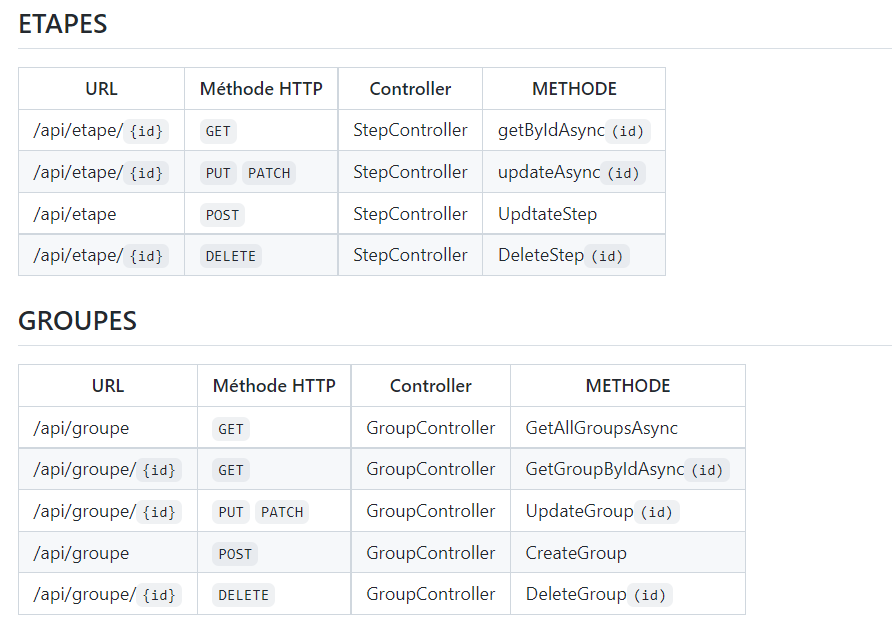 ETAPES
URL Méthode HTTP Controller METHODE
/api/etape/ {id} GET StepController getByIdAsync (id)
/api/etape/ {id} PUT PATCH StepController updateAsync (id)
/api/etape POST StepController UpdtateStep
/api/etape/ {id} DELETE StepController DeleteStep (id)
GROUPES
URL Méthode HTTP Controller METHODE
/api/groupe GET GroupController GetAllGroupsAsync
/api/groupe/ {id} GET GroupController GetGroupByIdAsync (id)
/api/groupe/ {id} PUT PATCH GroupController UpdateGroup (id)
/api/groupe POST GroupController CreateGroup
/api/groupe/ {id} DELETE GroupController DeleteGroup (id)